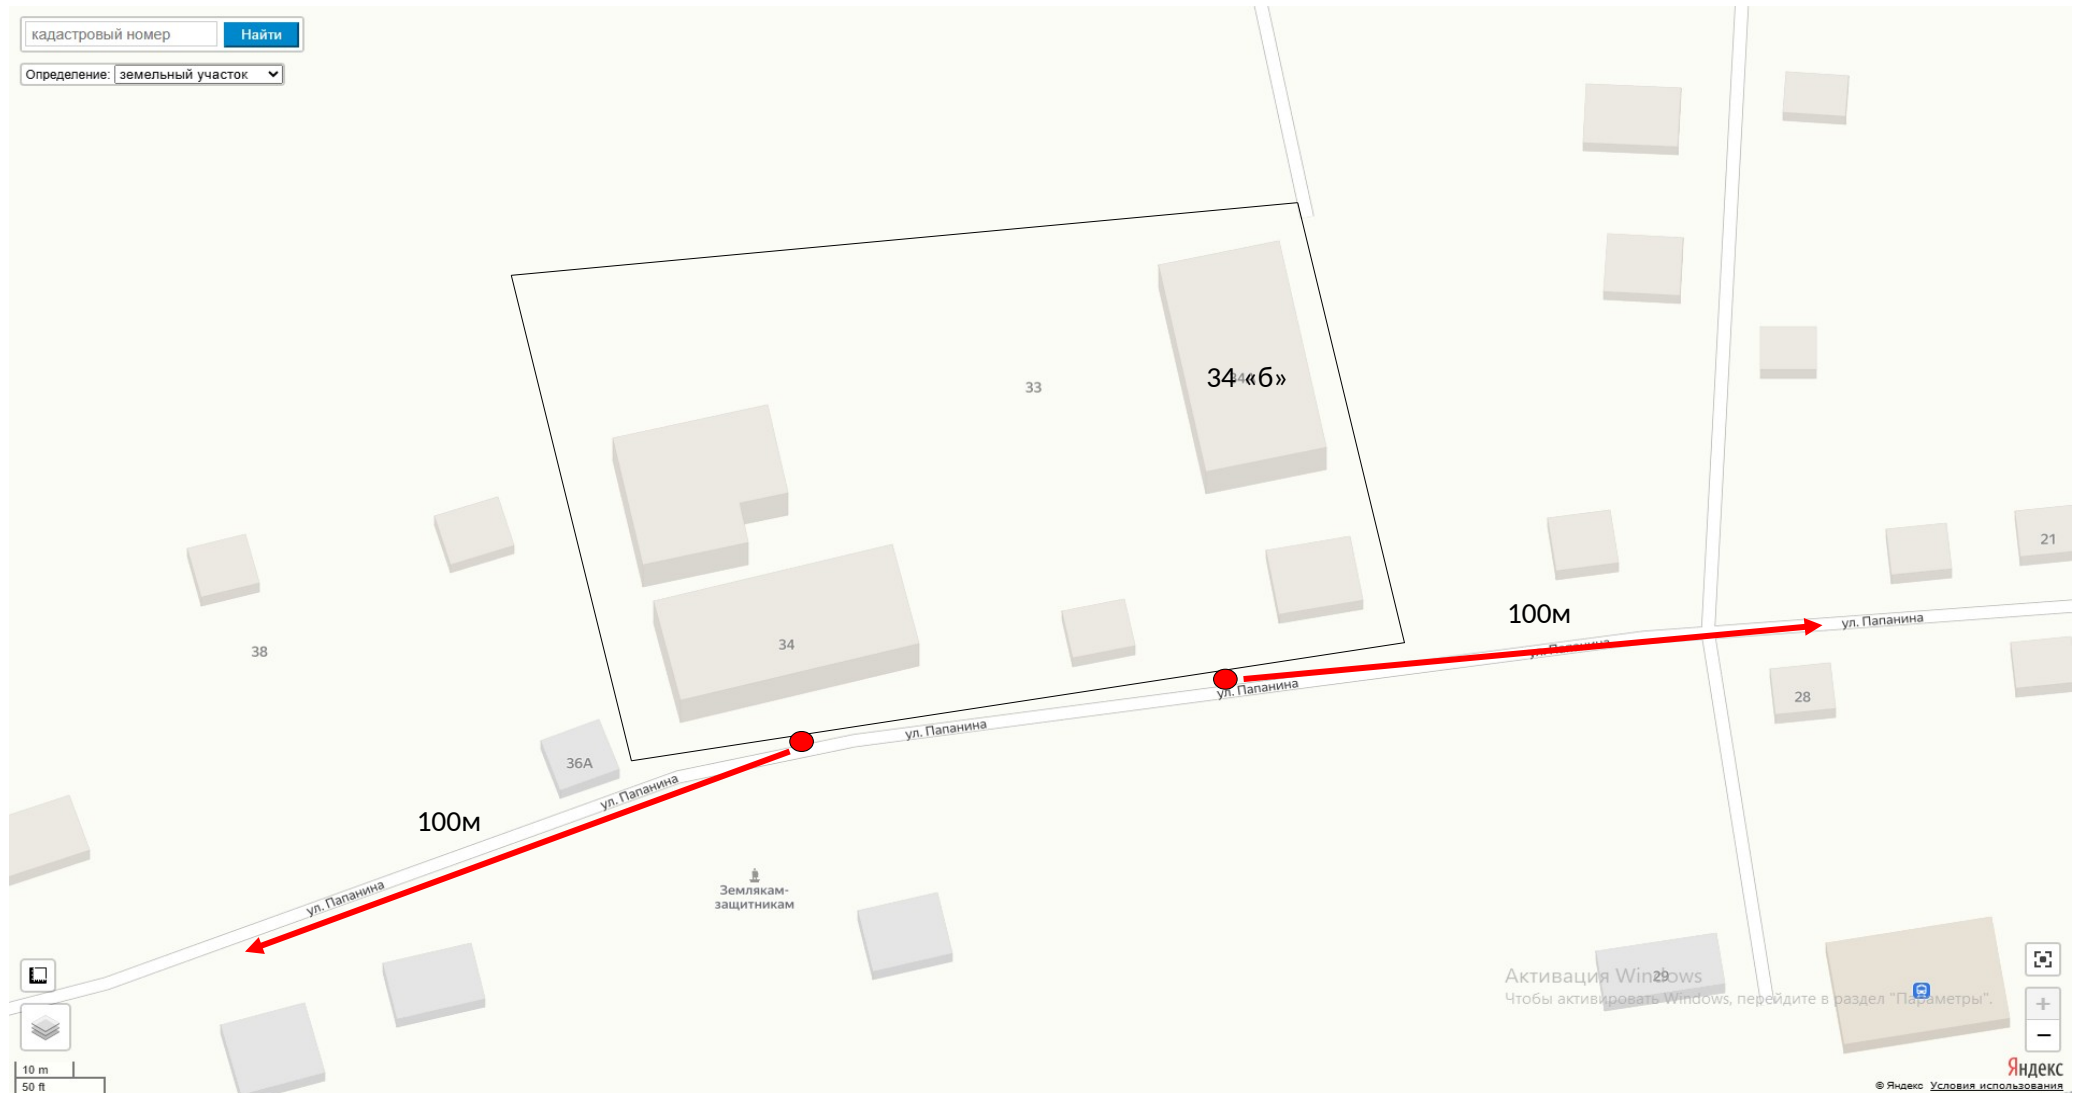 кадастровый номер
Найти
Определение: земельный участок
34 «б»
33
100м
21
ул. Папанина
38
34
28
ул. Папанина
ул. Папанина
ул. Папанина
36А
ул. Папанина
100м
ул. Папанина
Землякам-
защитникам
29
Активация Windows
Чтобы активировать Windows, перейдите в раздел "Параметры".
+
−
10 m
50 ft
Яндекс
© Яндекс Условия использования